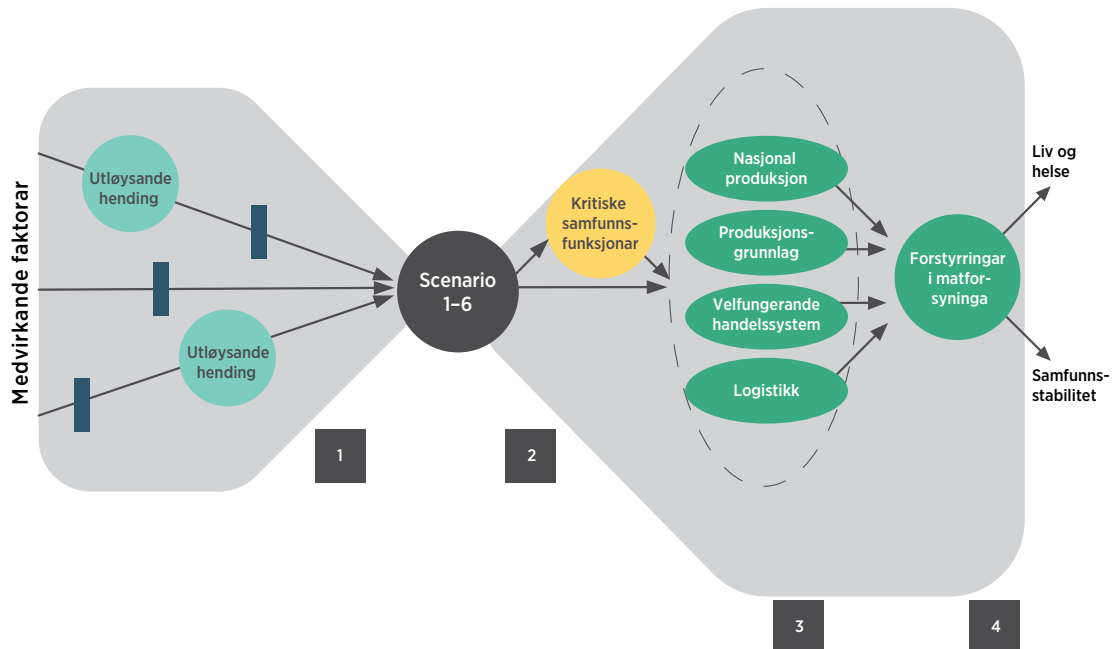 Medvirkande faktorar
Utløysande
hending
Utløysande
hending
Scenario
1–6
Kritiske
samfunns-
funksjonar
Nasjonal
produksjon
Produksjons-
grunnlag
Velfungerande
handelssystem
Logistikk
Forstyrringar
i matfor-
syninga
Liv og
helse
Samfunns-
stabilitet
1
2
3
4